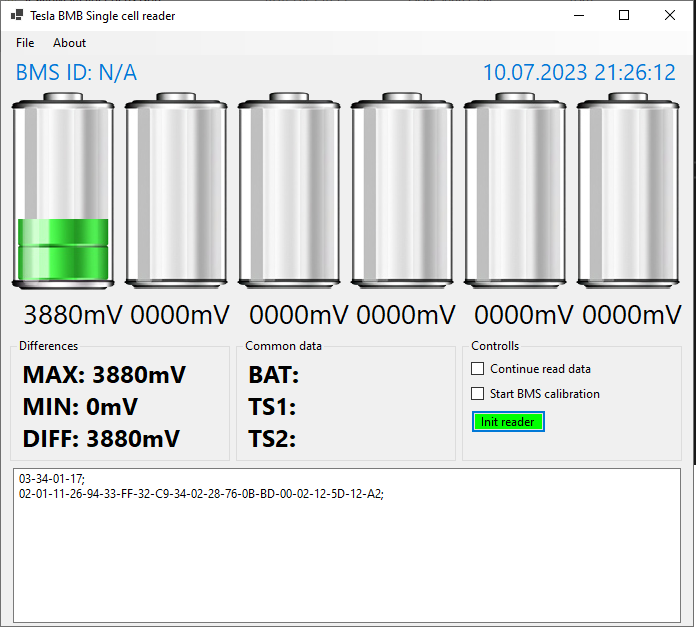 Tesla BMB Single cell reader
File About
BMS ID: N/A 10.07.2023 21:26:12
3880mV 0000mV 0000mV 0000mV 0000mV 0000mV
Differences Common data Controlls
MAX: 3880mV BAT: Continue read data
MIN: 0mV TS1: Start BMS calibration
DIFF: 3880mV TS2: Init reader
03-34-01-17;
02-01-11-26-94-33-FF-32-C9-34-02-28-76-0B-BD-00-02-12-5D-12-A2;